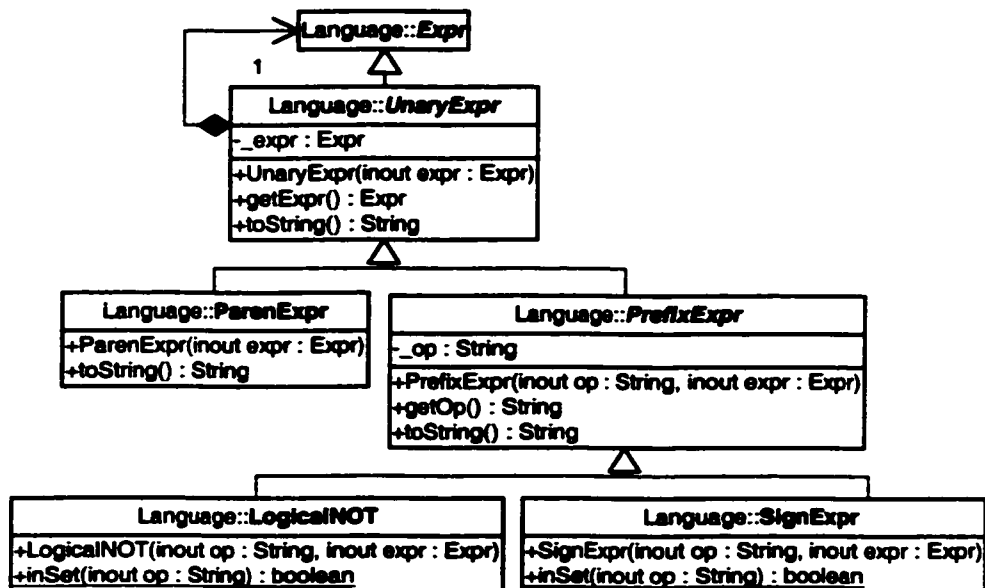 Language::Expr
1
Language::UnaryExpr
-_expr : Expr
+UnaryExpr(inout expr : Expr)
+getExpr() : Expr
+toString() : String
Language::ParenExpr
+ParenExpr(inout expr : Expr)
+toString() : String
Language::PrefixExpr
-_op : String
+PrefixExpr(inout op : String, inout expr : Expr)
+getOp() : String
+toString() : String
Language::LogicalNOT
+LogicalNOT(inout op : String, inout expr : Expr)
+inSet(inout op : String) : boolean
Language::SignExpr
+SignExpr(inout op : String, inout expr : Expr)
+inSet(inout op : String) : boolean